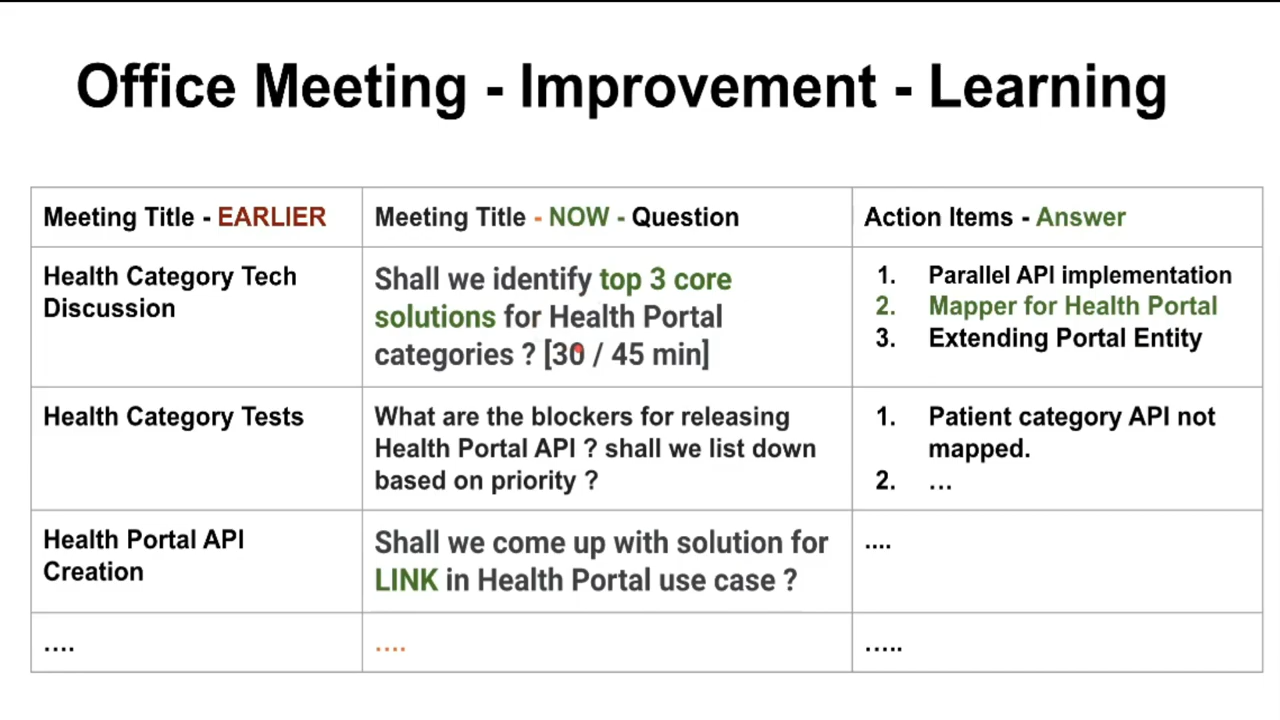 Office Meeting - Improvement - Learning
Meeting Title - EARLIER
Meeting Title - NOW - Question
Action Items - Answer
Health Category Tech
Discussion
Shall we identify top 3 core
solutions for Health Portal
categories ? [30 / 45 min]
1. Parallel API implementation
2. Mapper for Health Portal
3. Extending Portal Entity
Health Category Tests
What are the blockers for releasing
Health Portal API ? shall we list down
based on priority ?
1. Patient category API not
mapped.
2. …
Health Portal API
Creation
Shall we come up with solution for
LINK in Health Portal use case ?
....
....
....
.....